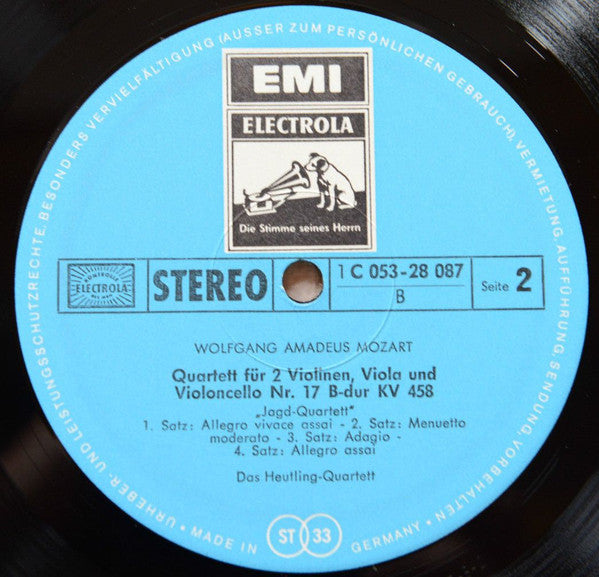 EMI
ELECTROLA
Die Stimme seines Herrn
ELECTROLA
STEREO
1 C 053-28 087
B
Seite 2
WOLFGANG AMADEUS MOZART
Quartett für 2 Violinen, Viola und
Violoncello Nr. 17 B-dur KV 458
„Jagd-Quartett"
1. Satz: Allegro vivace assai - 2. Satz: Menuetto
moderato - 3. Satz: Adagio -
4. Satz: Allegro assai
Das Heutling-Quartett
ST 33
URHEBER- UND LEISTUNGSSCHUTZRECHTE, BESONDERS VERVIELFÄLTIGUNG (AUSSER ZUM PERSÖNLICHEN GEBRAUCH), VERMIETUNG, AUFFÜHRUNG, SENDUNG, VORBEHALTEN •
• MADE IN GERMANY •